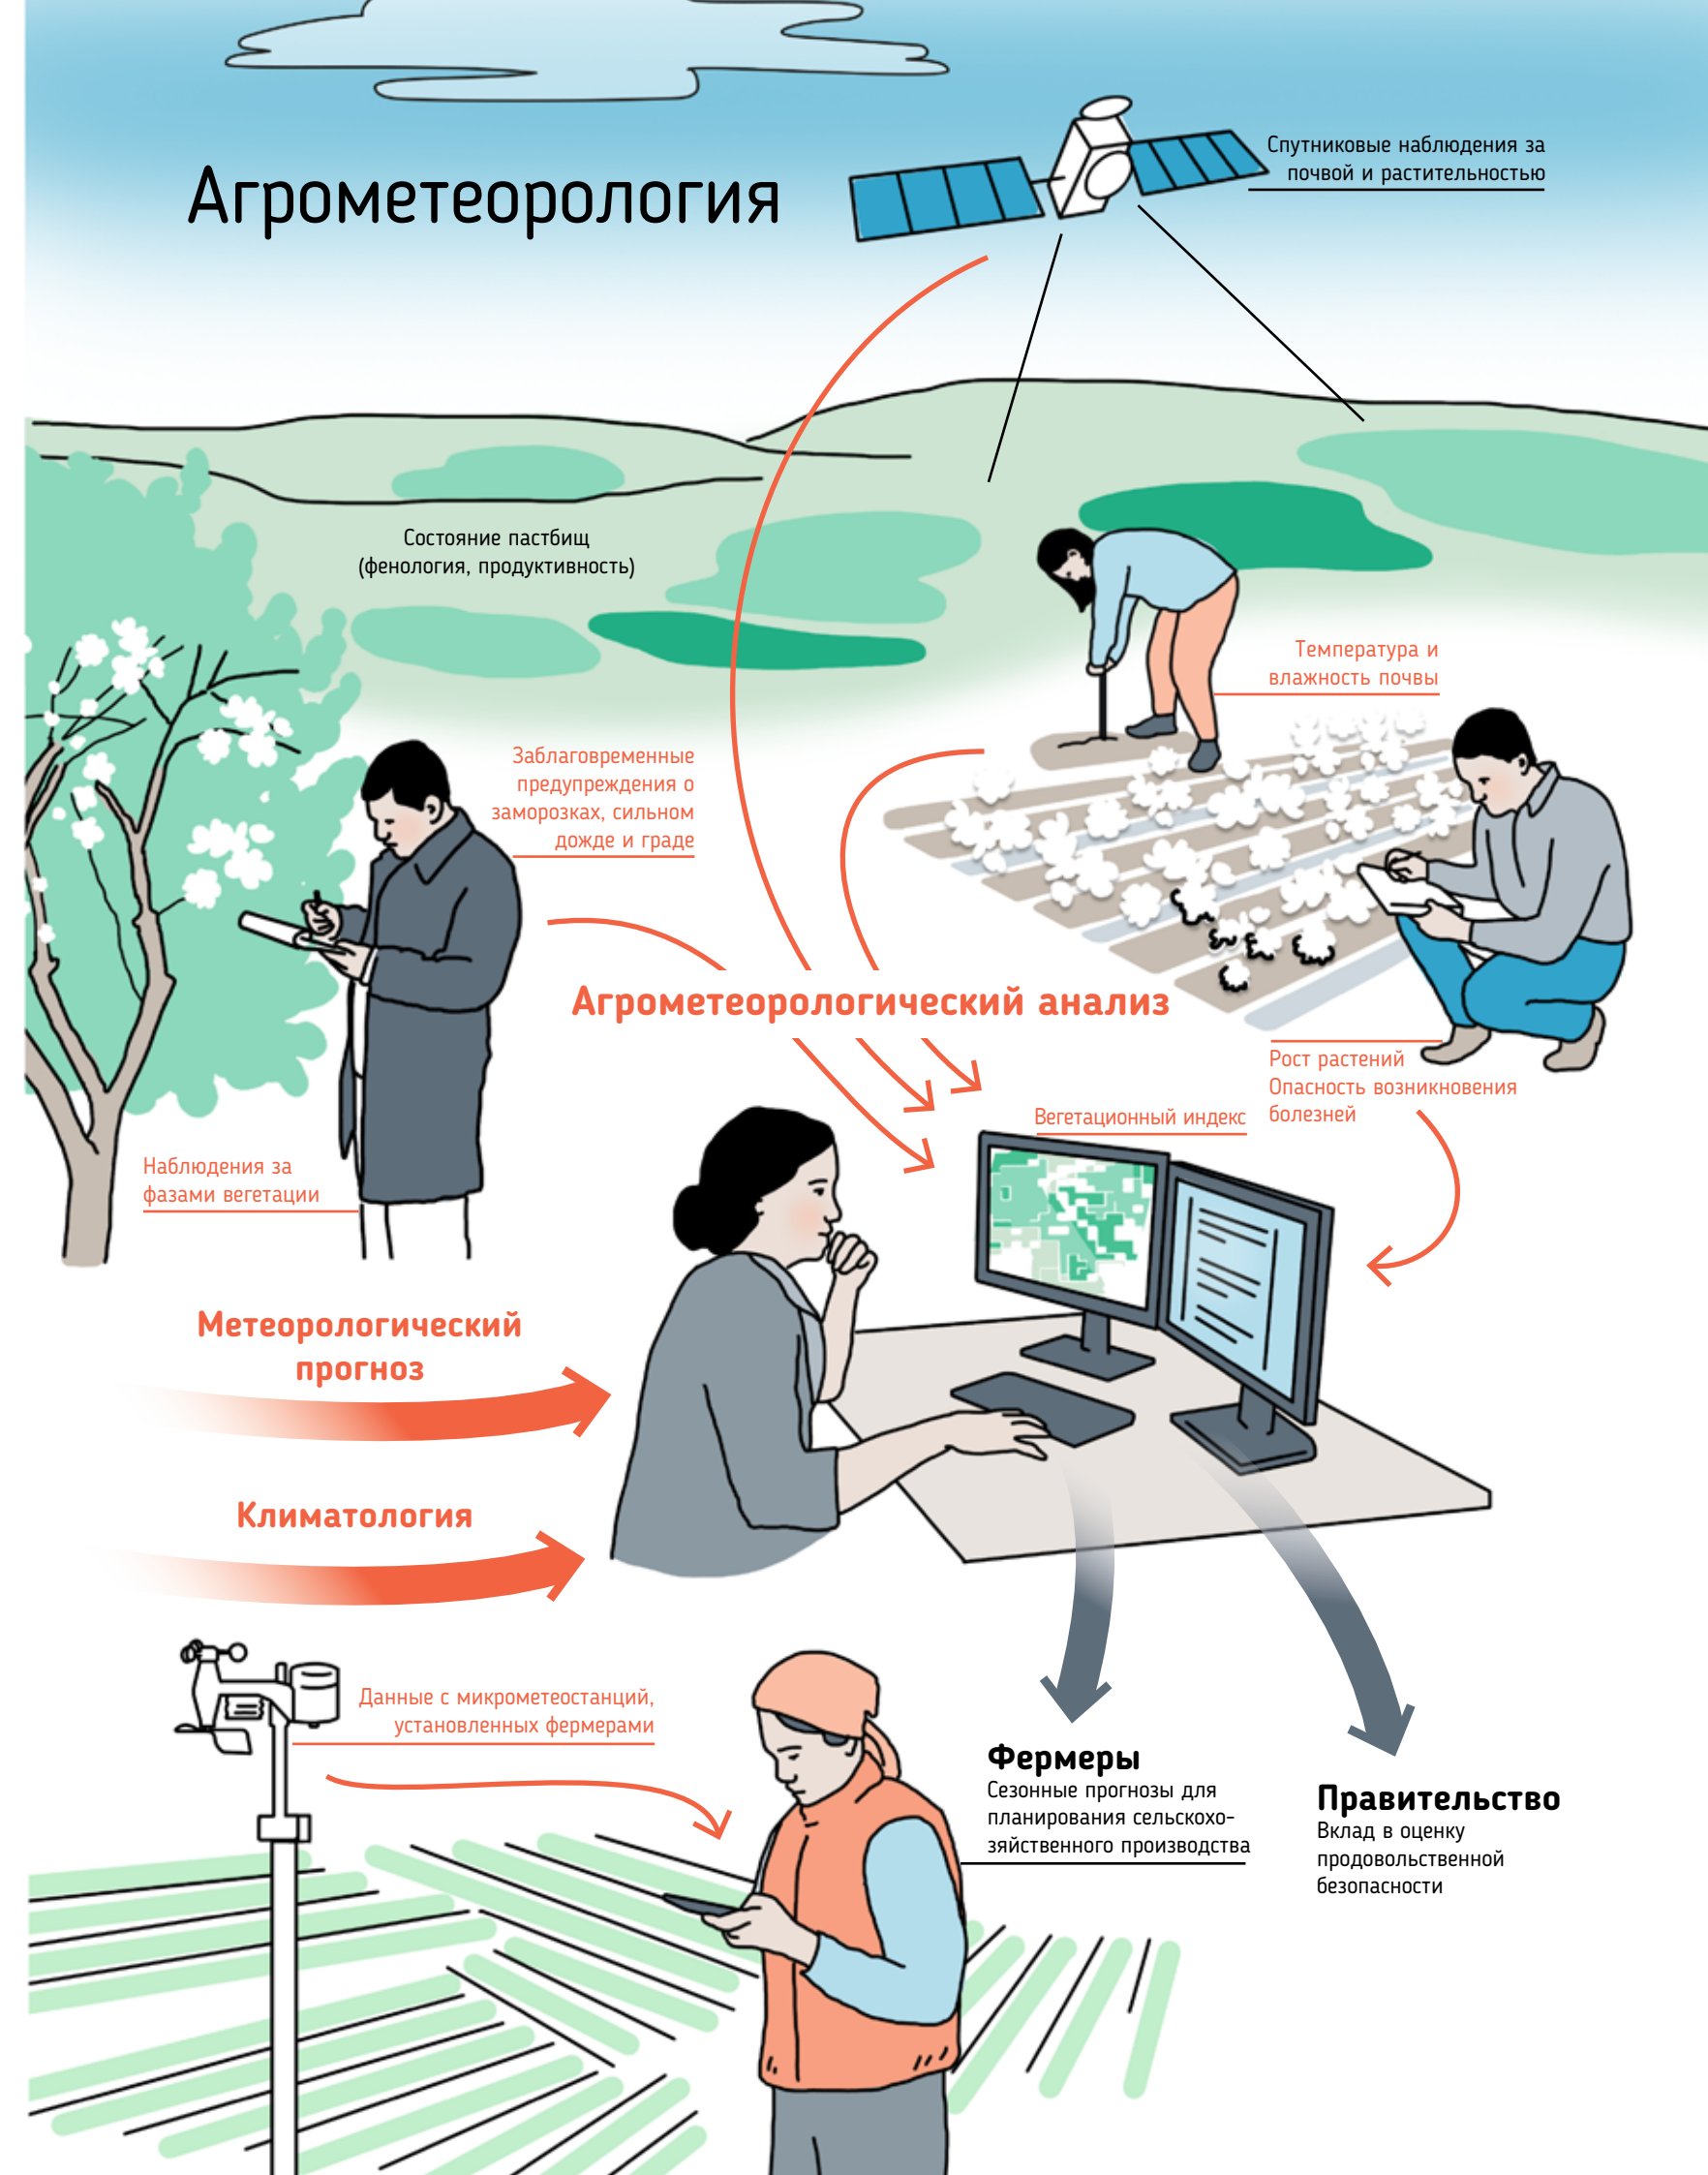 Спутниковые наблюдения за
почвой и растительностью
Агрометеорология
Состояние пастбищ
(фенология, продуктивность)
Температура и
влажность почвы
Заблаговременные
предупреждения о
заморозках, сильном
дожде и граде
Агрометеорологический анализ
Рост растений
Опасность возникновения
болезней
Вегетационный индекс
Наблюдения за
фазами вегетации
Метеорологический
прогноз
Климатология
Данные с микрометеостанций,
установленных фермерами
Фермеры
Сезонные прогнозы для
планирования сельскохо-
зяйственного производства
Правительство
Вклад в оценку
продовольственной
безопасности